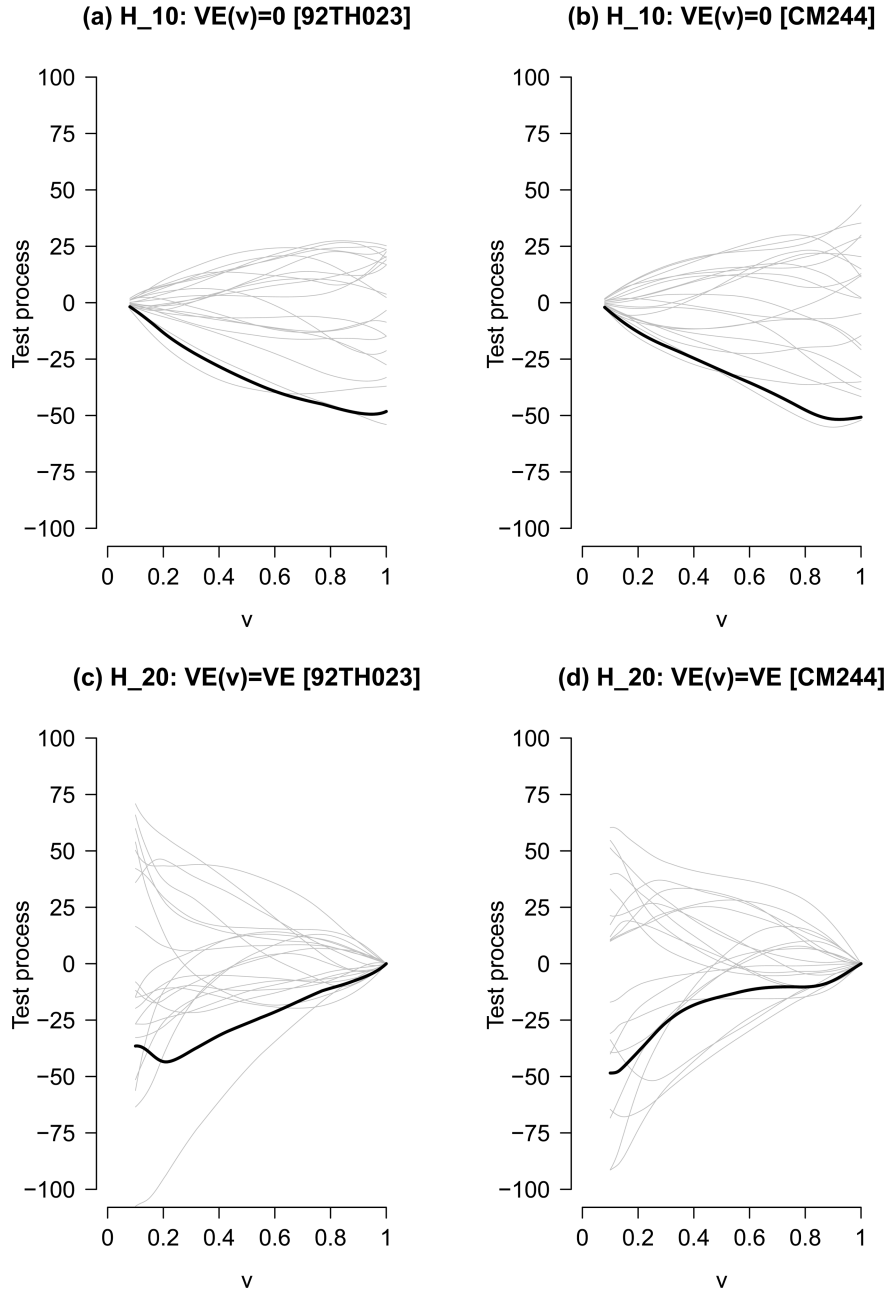 (a) H_10: VE(v)=0 [92TH023]
100
75
50
25
0
−25
−50
−75
−100
Test process
0 0.2 0.4 0.6 0.8 1
v
(b) H_10: VE(v)=0 [CM244]
100
75
50
25
0
−25
−50
−75
−100
Test process
0 0.2 0.4 0.6 0.8 1
v
(c) H_20: VE(v)=VE [92TH023]
100
75
50
25
0
−25
−50
−75
−100
Test process
0 0.2 0.4 0.6 0.8 1
v
(d) H_20: VE(v)=VE [CM244]
100
75
50
25
0
−25
−50
−75
−100
Test process
0 0.2 0.4 0.6 0.8 1
v